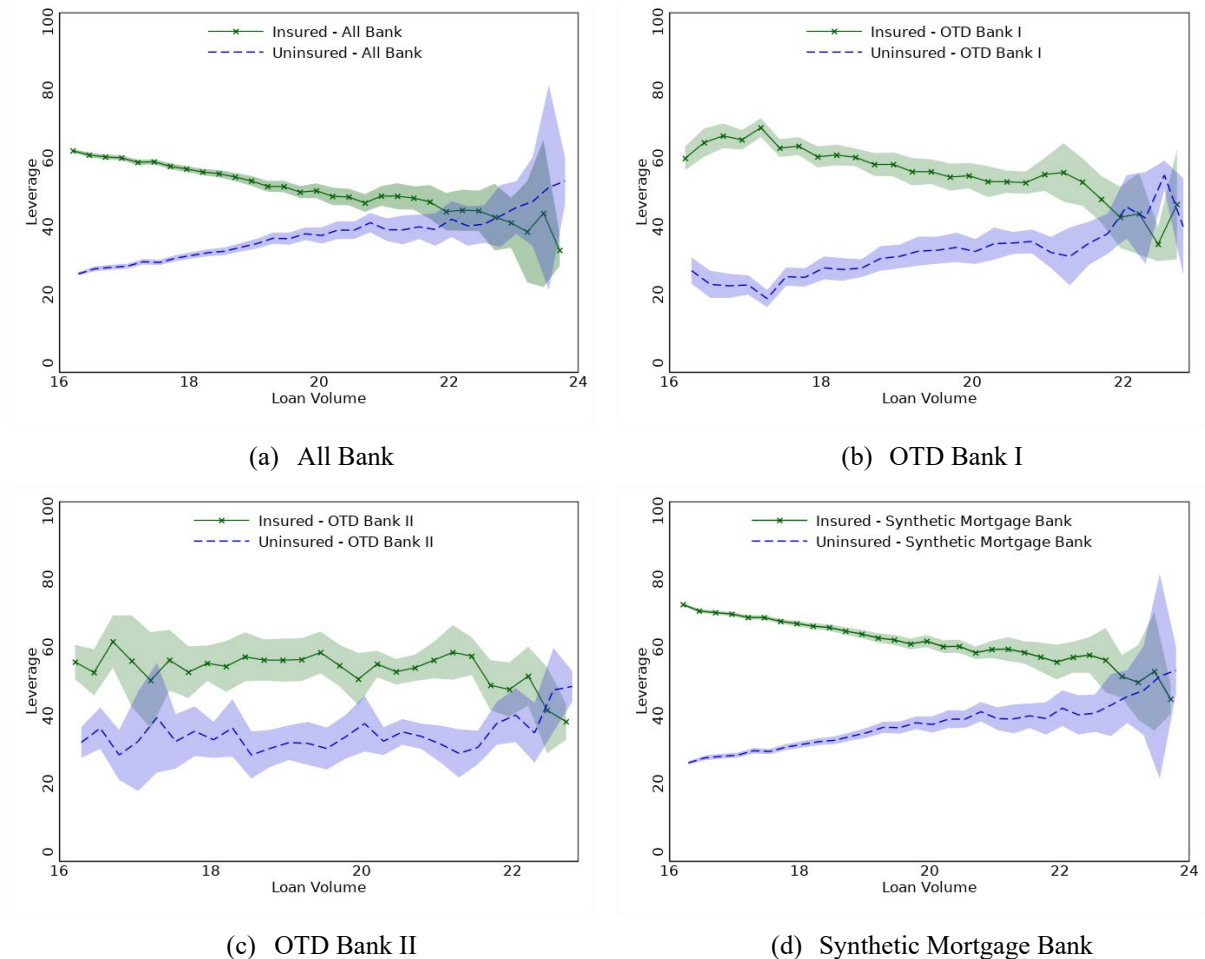 100
80
60
40
20
0
Leverage
Insured - All Bank
Uninsured - All Bank
16 18 20 22 24
Loan Volume
(a) All Bank
100
80
60
40
20
0
Leverage
Insured - OTD Bank I
Uninsured - OTD Bank I
16 18 20 22
Loan Volume
(b) OTD Bank I
100
80
60
40
20
0
Leverage
Insured - OTD Bank II
Uninsured - OTD Bank II
16 18 20 22
Loan Volume
(c) OTD Bank II
100
80
60
40
20
0
Leverage
Insured - Synthetic Mortgage Bank
Uninsured - Synthetic Mortgage Bank
16 18 20 22 24
Loan Volume
(d) Synthetic Mortgage Bank